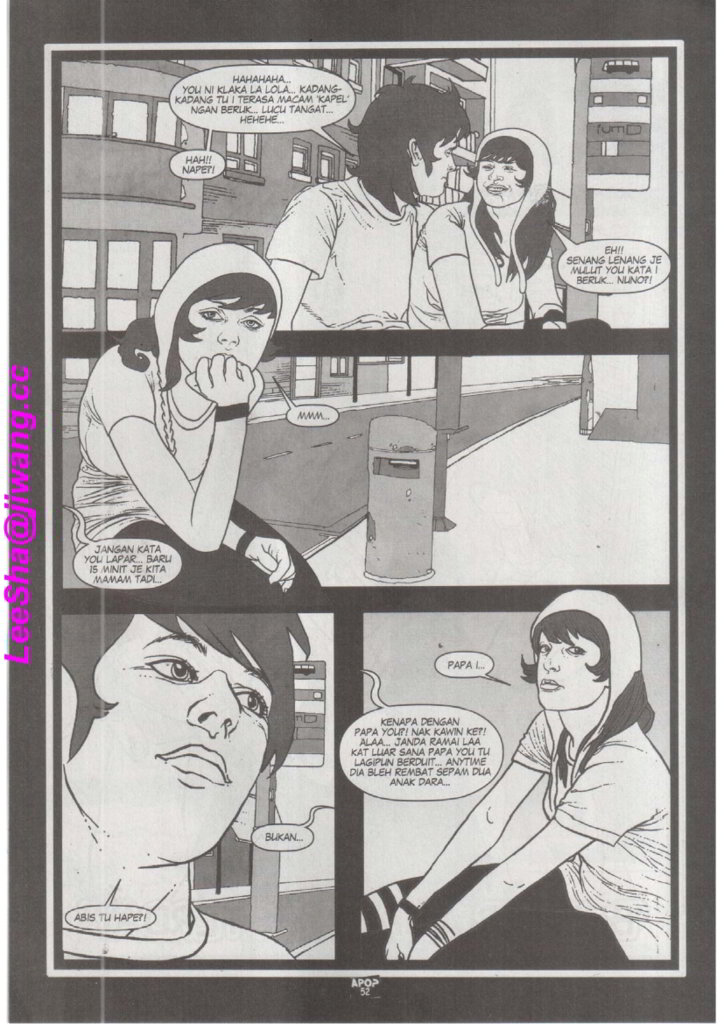 HAHAHAHA...
YOU NI KLAKA LA LOLA... KADANG-
KADANG TU I TERASA MACAM 'KAPEL'
NGAN BERUK... LUCU TANGAT...
HEHEHE...
HAH!!
NAPE?!
EH!!
SENANG LENANG JE
MULUT YOU KATA I
BERUK... NUNO?!
MMM...
JANGAN KATA
YOU LAPAR... BARU
15 MINIT JE KITA
MAMAM TADI...
ABIS TU HAPE?!
BUKAN...
PAPA I...
KENAPA DENGAN
PAPA YOU?! NAK KAWIN KE?!
ALAA... JANDA RAMAI LAA
KAT LUAR SANA PAPA YOU TU
LAGIPUN BERDUIT... ANYTIME
DIA BLEH REMBAT SEPAM DUA
ANAK DARA...
APOP
52
LeeSha@jiwang.cc